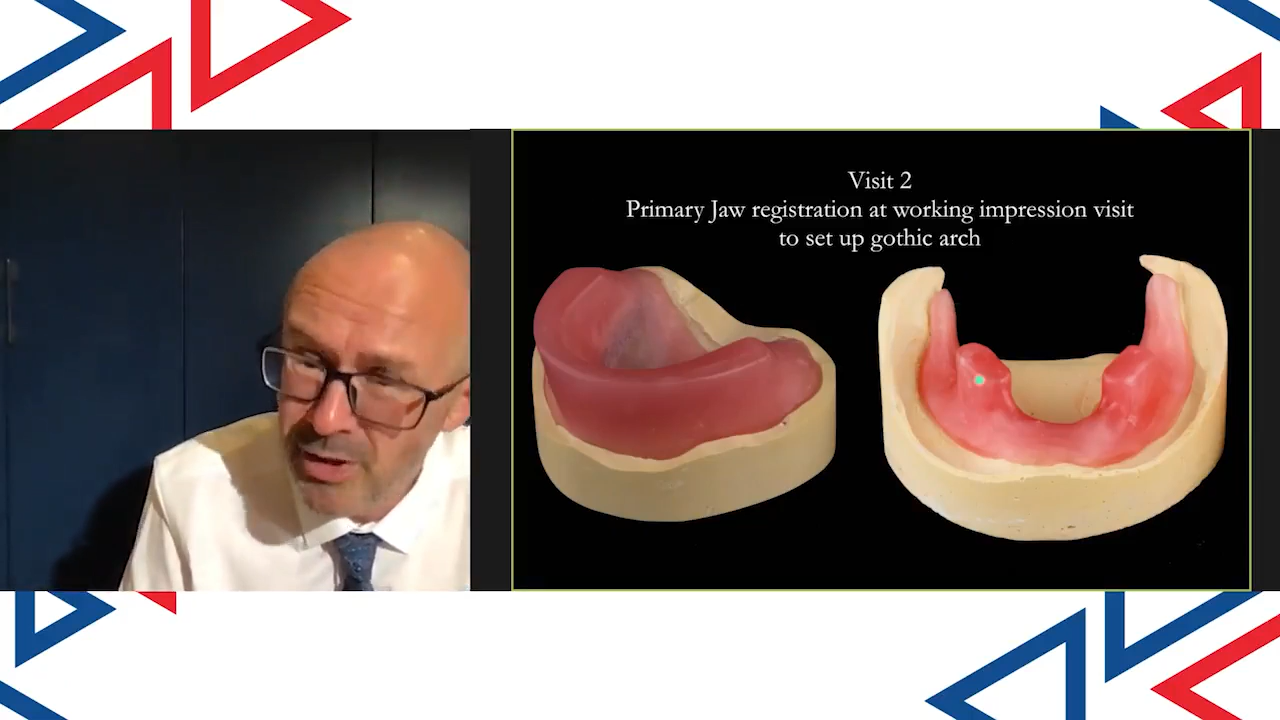 Visit 2
Primary Jaw registration at working impression visit
to set up gothic arch